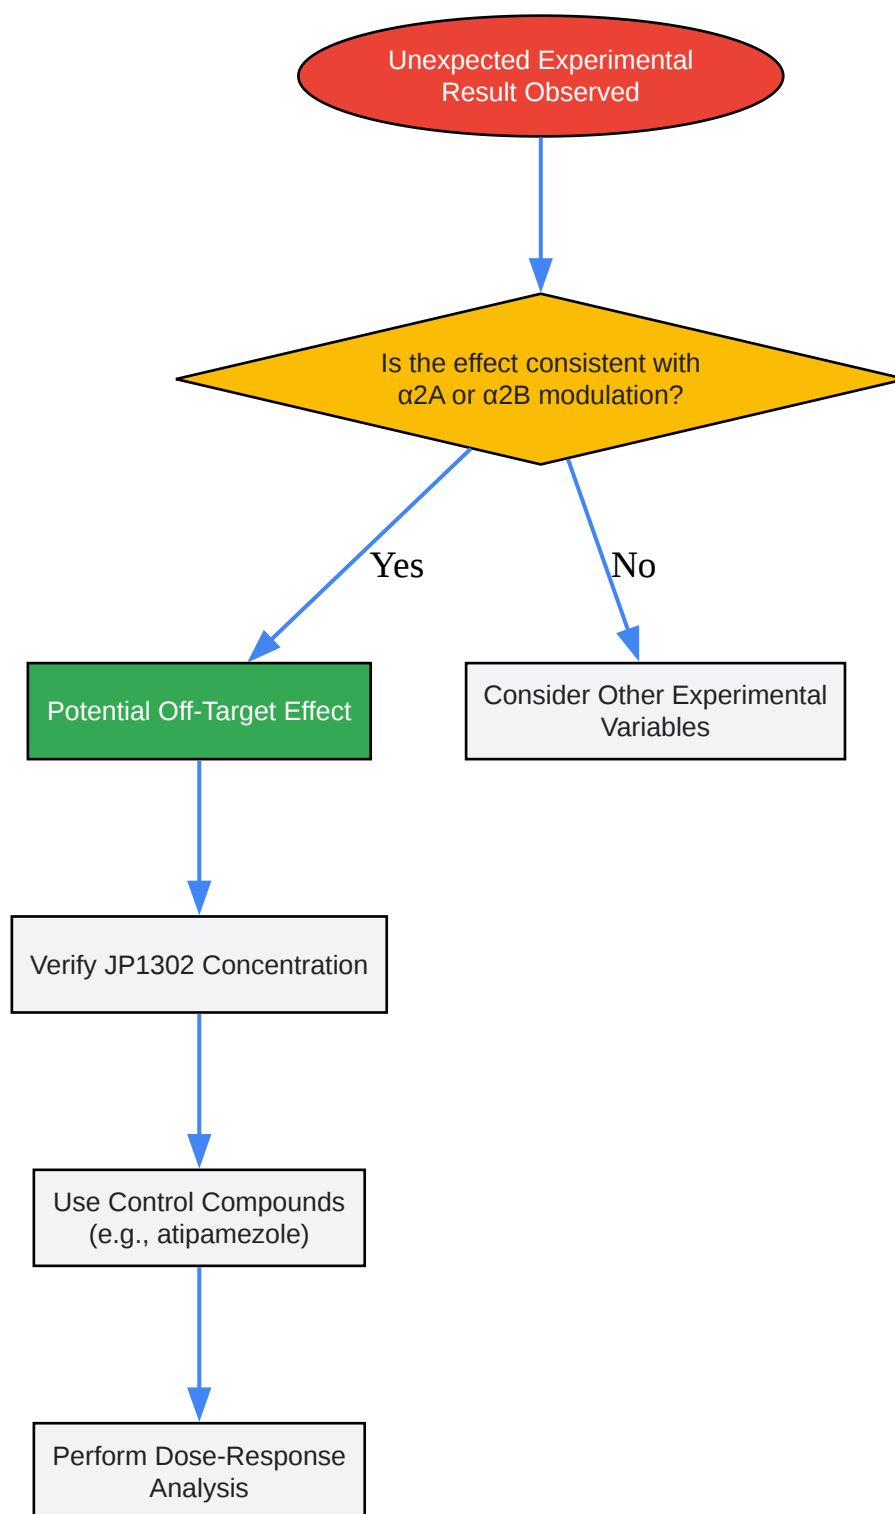 Unexpected Experimental
Result Observed
Is the effect consistent with
α2A or α2B modulation?
Yes
No
Potential Off-Target Effect
Consider Other Experimental
Variables
Verify JP1302 Concentration
Use Control Compounds
(e.g., atipamezole)
Perform Dose-Response
Analysis